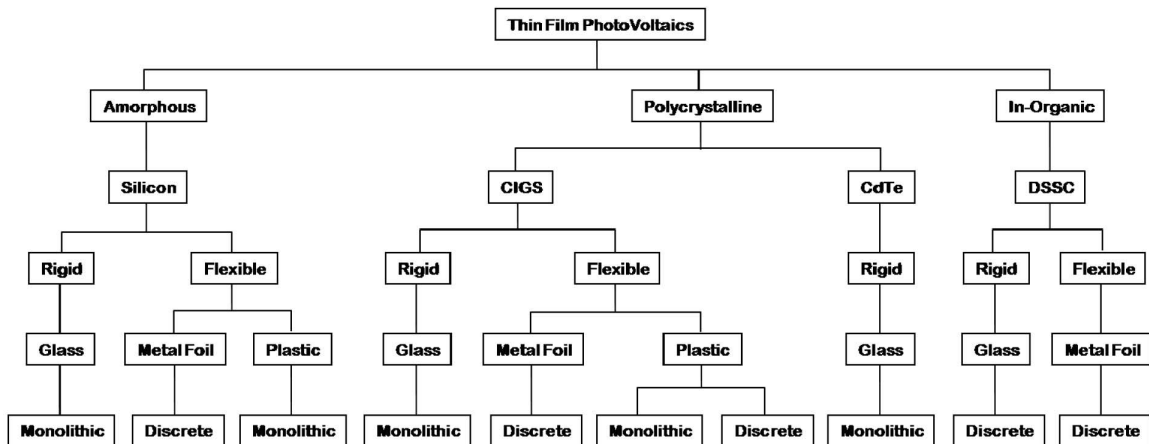 Thin Film PhotoVoltaics
Amorphous Polycrystalline In-Organic
Silicon CIGS CdTe DSSC
Rigid Flexible Rigid Flexible Rigid Rigid Flexible
Glass Metal Foil Plastic Glass Metal Foil Plastic Glass Glass Metal Foil
Monolithic Discrete Monolithic Monolithic Discrete Monolithic Discrete Monolithic Discrete Discrete